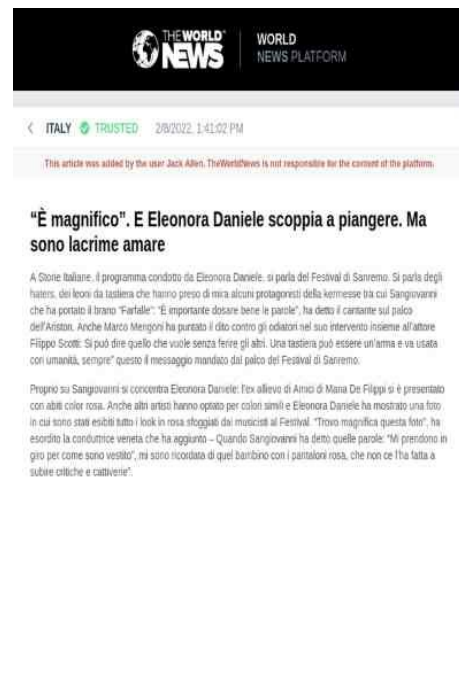 THE WORLD
NEWS
WORLD
NEWS PLATFORM
ITALY TRUSTED 2/8/2022, 1:41:02 PM
This article was added by the user Jack Allen. TheWorldNews is not responsible for the content of the platform.
“È magnifico”. E Eleonora Daniele scoppia a piangere. Ma
sono lacrime amare
A Storie Italiane, il programma condotto da Eleonora Daniele, si parla del Festival di Sanremo. Si parla degli
haters, dei leoni da tastiera che hanno preso di mira alcuni protagonisti della kermesse tra cui Sangiovanni
che ha portato il brano “Farfalle”: “È importante dosare bene le parole”, ha detto il cantante sul palco
dell'Ariston. Anche Marco Mengoni ha puntato il dito contro gli odiatori nel suo intervento insieme all'attore
Filippo Scotti: Si può dire quello che vuole senza ferire gli altri. Una tastiera può essere un'arma e va usata
con umanità, sempre” questo il messaggio mandato dal palco del Festival di Sanremo.
Proprio su Sangiovanni si concentra Eleonora Daniele: l'ex allievo di Amici di Maria De Filippi si è presentato
con abiti color rosa. Anche altri artisti hanno optato per colori simili e Eleonora Daniele ha mostrato una foto
in cui sono stati esibiti tutto i look in rosa sfoggiati dai musicisti al Festival. “Trovo magnifica questa foto”, ha
esordito la conduttrice veneta che ha aggiunto – Quando Sangiovanni ha detto quelle parole: “Mi prendono in
giro per come sono vestito”, mi sono ricordata di quel bambino con i pantaloni rosa, che non ce l'ha fatta a
subire critiche e cattiverie”.